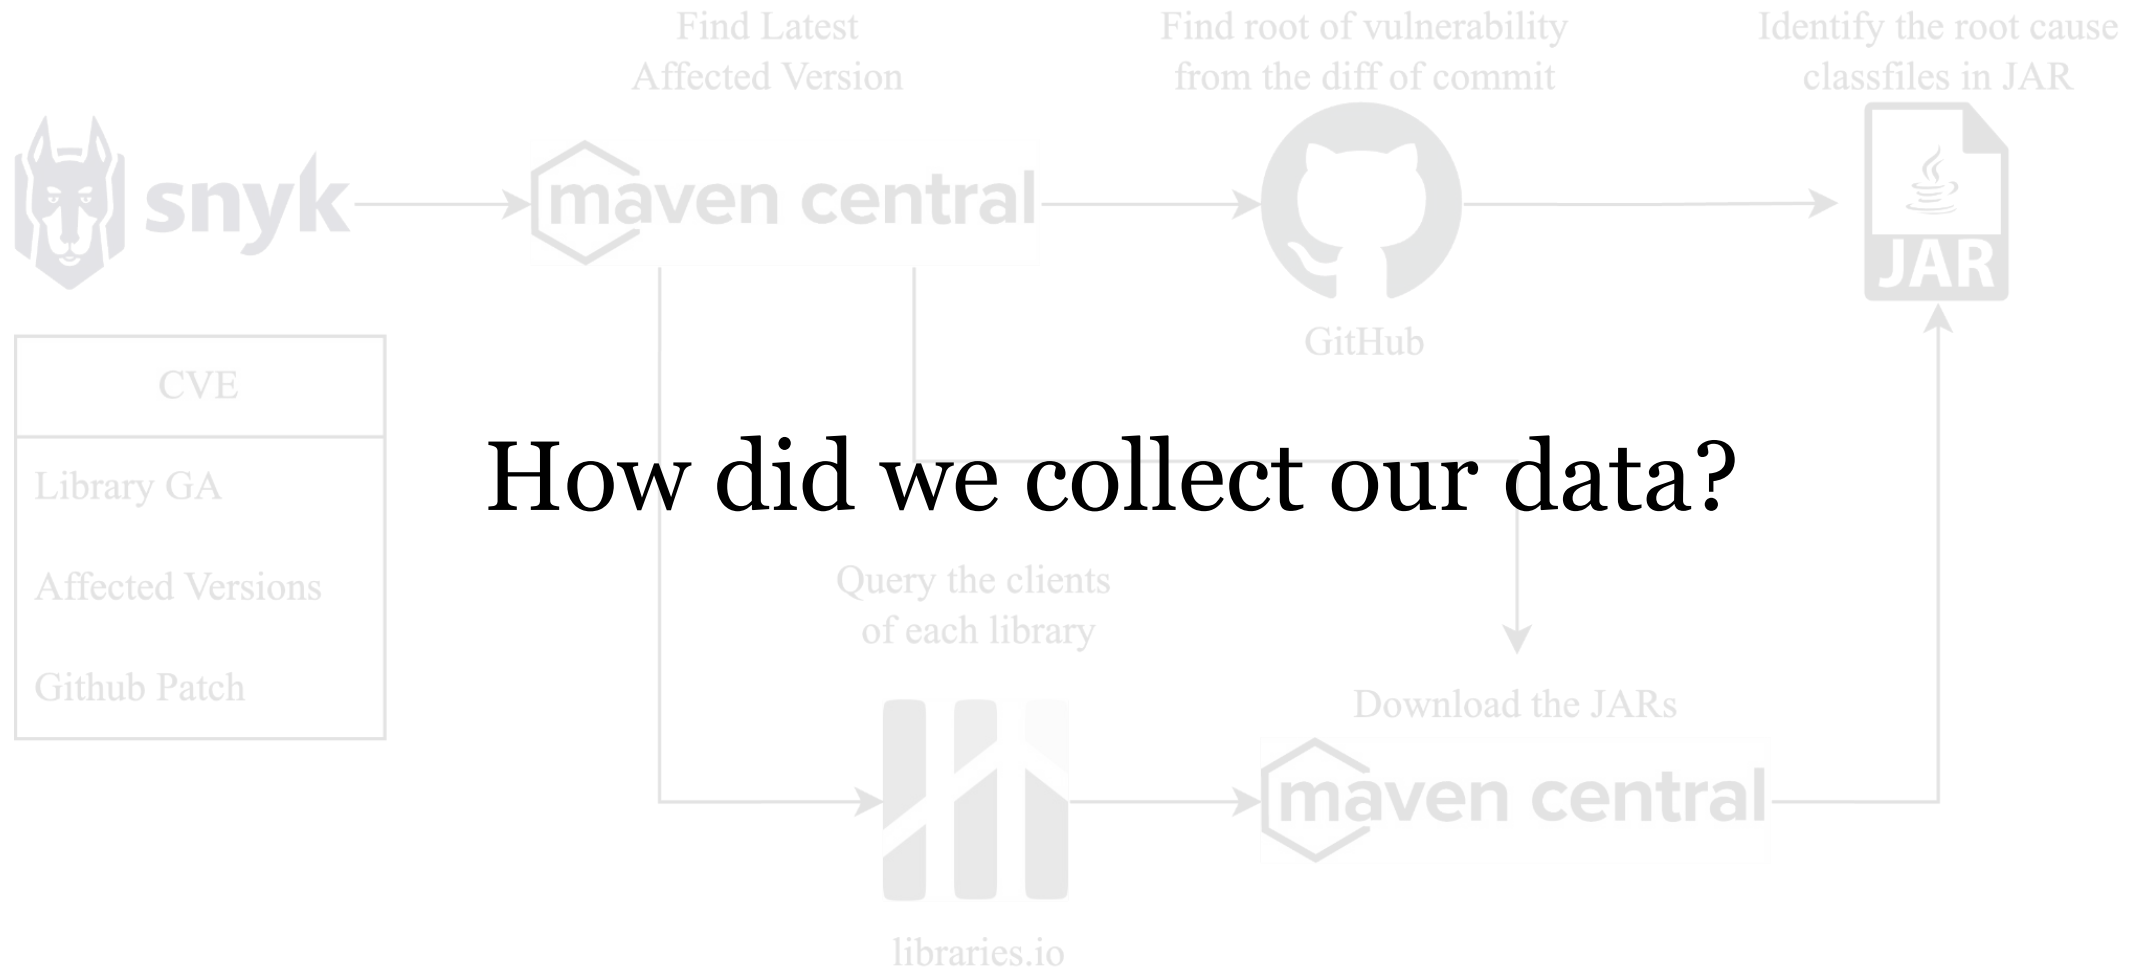 Find Latest
Affected Version
Find root of vulnerability
from the diff of commit
Identify the root cause
classfiles in JAR
snyk
maven central
JAR
GitHub
CVE
Library GA
Affected Versions
Github Patch
How did we collect our data?
Query the clients
of each library
Download the JARs
maven central
libraries.io